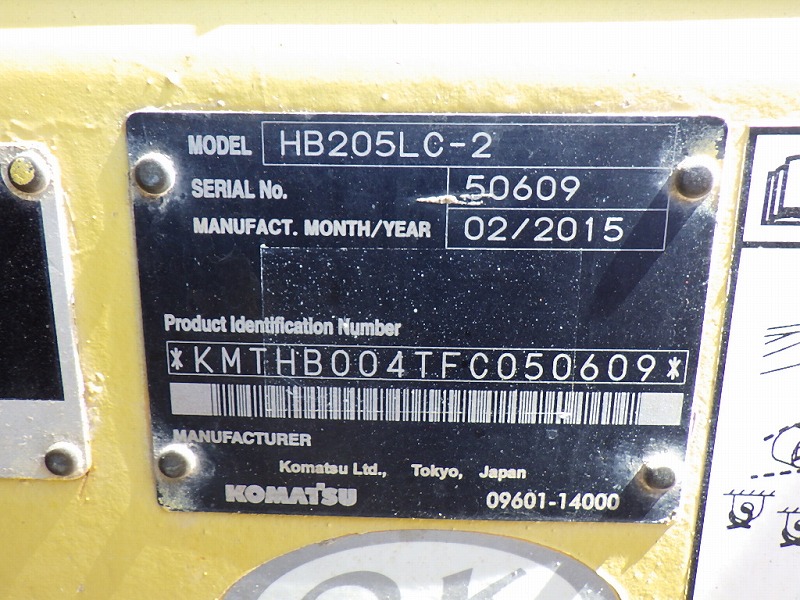 MODEL HB205LC-2
SERIAL No. 50609
MANUFACT. MONTH/YEAR 02/2015
Product Identification Number
*KMTHB004TFC050609*
MANUFACTURER
Komatsu Ltd., Tokyo, Japan
KOMATSU 09601-14000